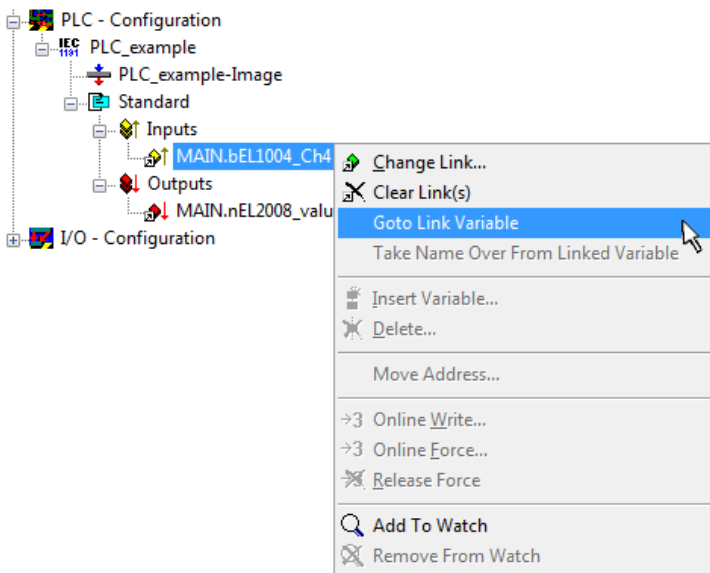 PLC - Configuration
IEC
1131
PLC_example
PLC_example-Image
Standard
Inputs
MAIN.bEL1004_Ch4
Outputs
MAIN.nEL2008_valu
I/O - Configuration
Change Link...
Clear Link(s)
Goto Link Variable
Take Name Over From Linked Variable
Insert Variable...
Delete...
Move Address...
→3 Online Write...
→3 Online Force...
Release Force
Add To Watch
Remove From Watch